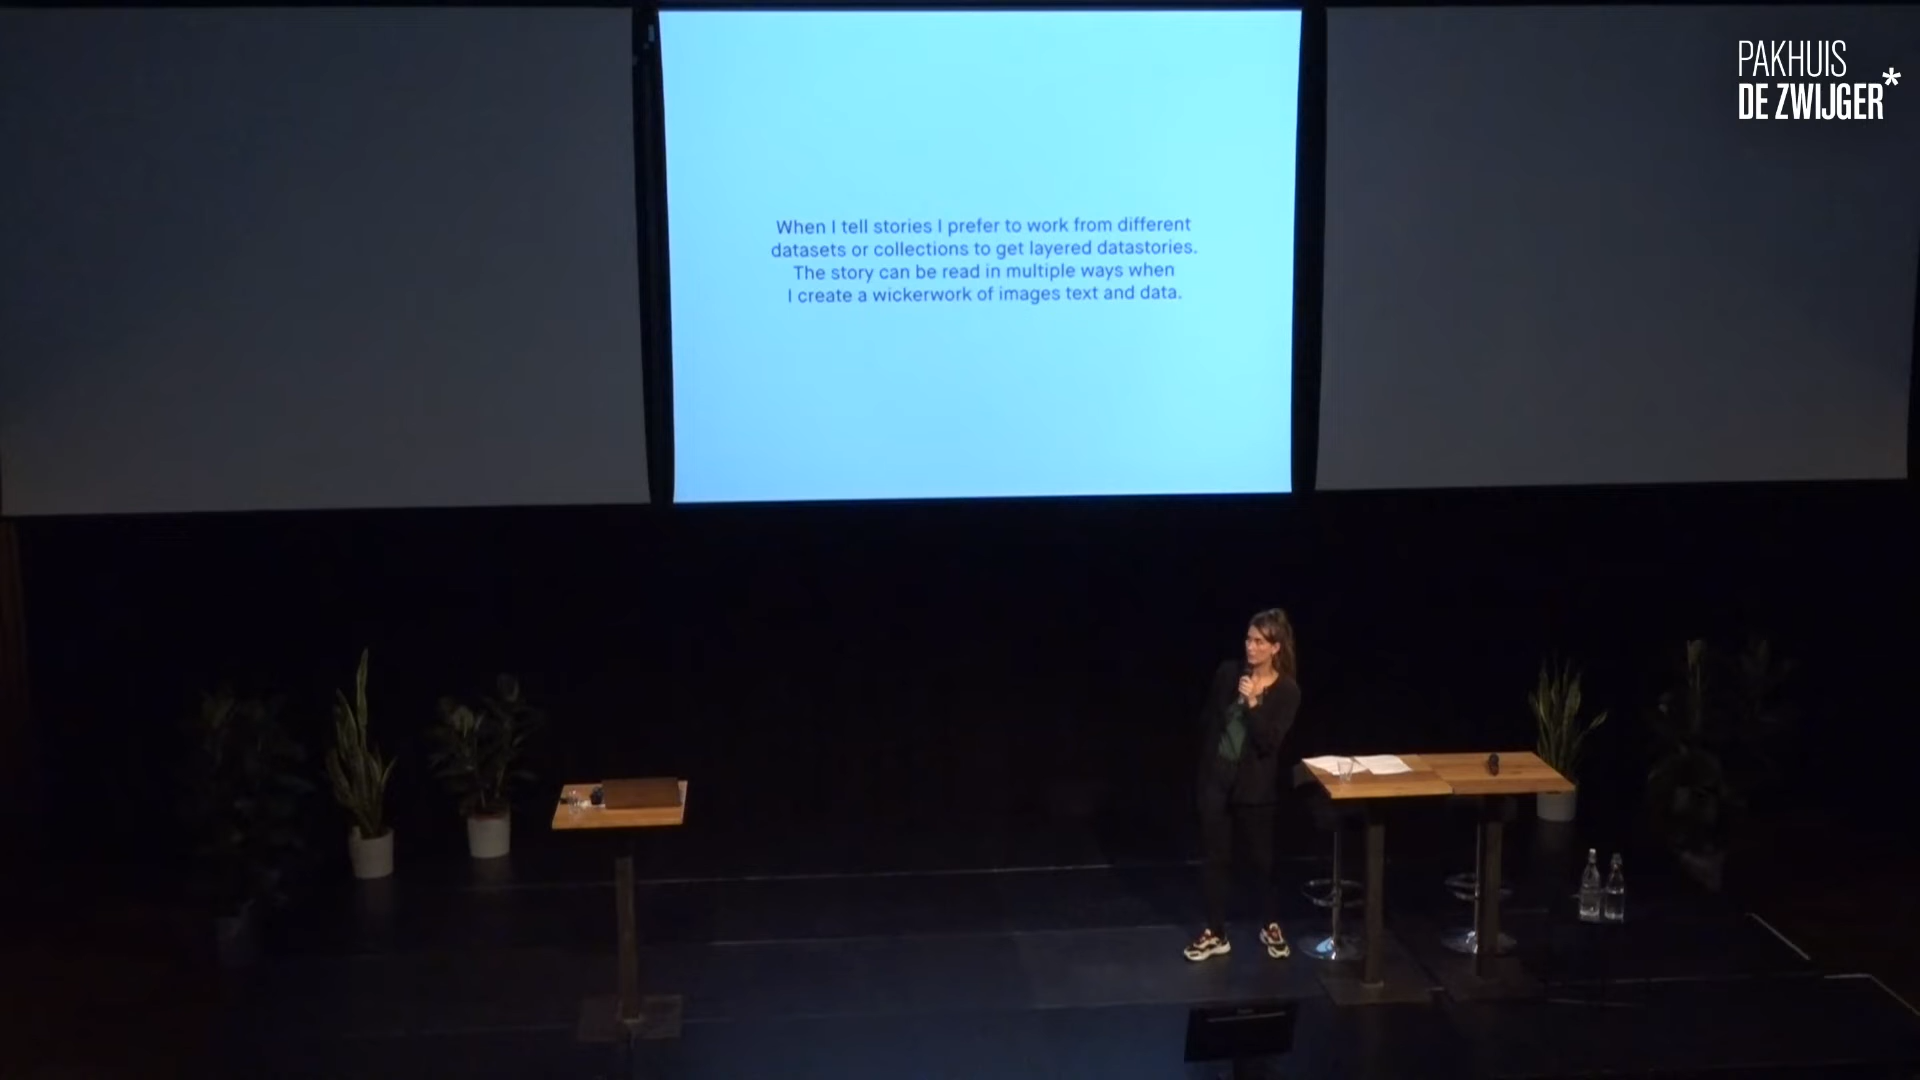 PAKHUIS
DE ZWIJGER*
When I tell stories I prefer to work from different
datasets or collections to get layered datastories.
The story can be read in multiple ways when
I create a wickerwork of images text and data.